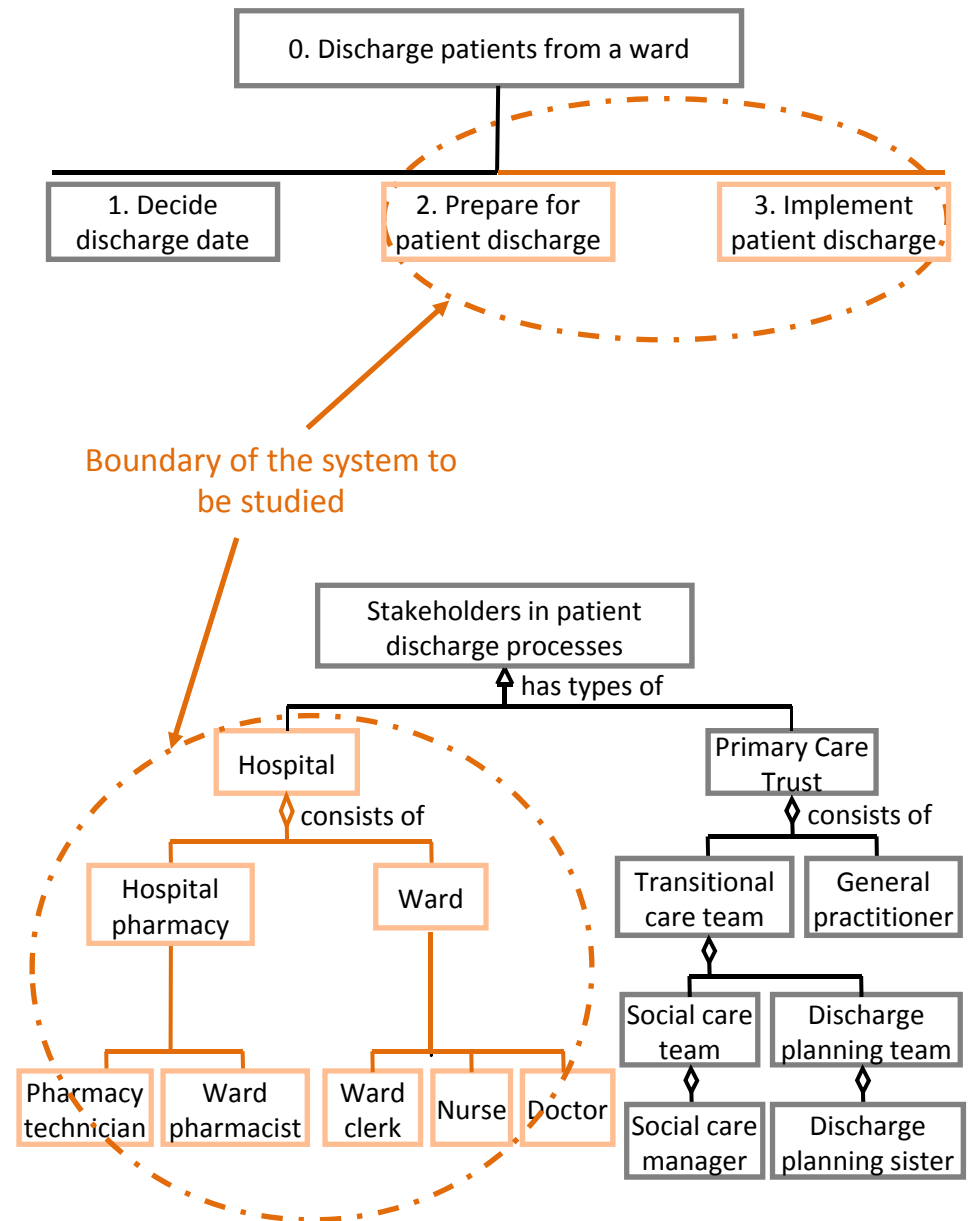 0. Discharge patients from a ward
1. Decide
discharge date
2. Prepare for
patient discharge
3. Implement
patient discharge
Boundary of the system to
be studied
Stakeholders in patient
discharge processes
has types of
Hospital
consists of
Primary Care
Trust
consists of
Hospital
pharmacy
Ward
Transitional
care team
General
practitioner
Social care
team
Discharge
planning team
Pharmacy
technician
Ward
pharmacist
Ward
clerk
Nurse
Doctor
Social care
manager
Discharge
planning sister